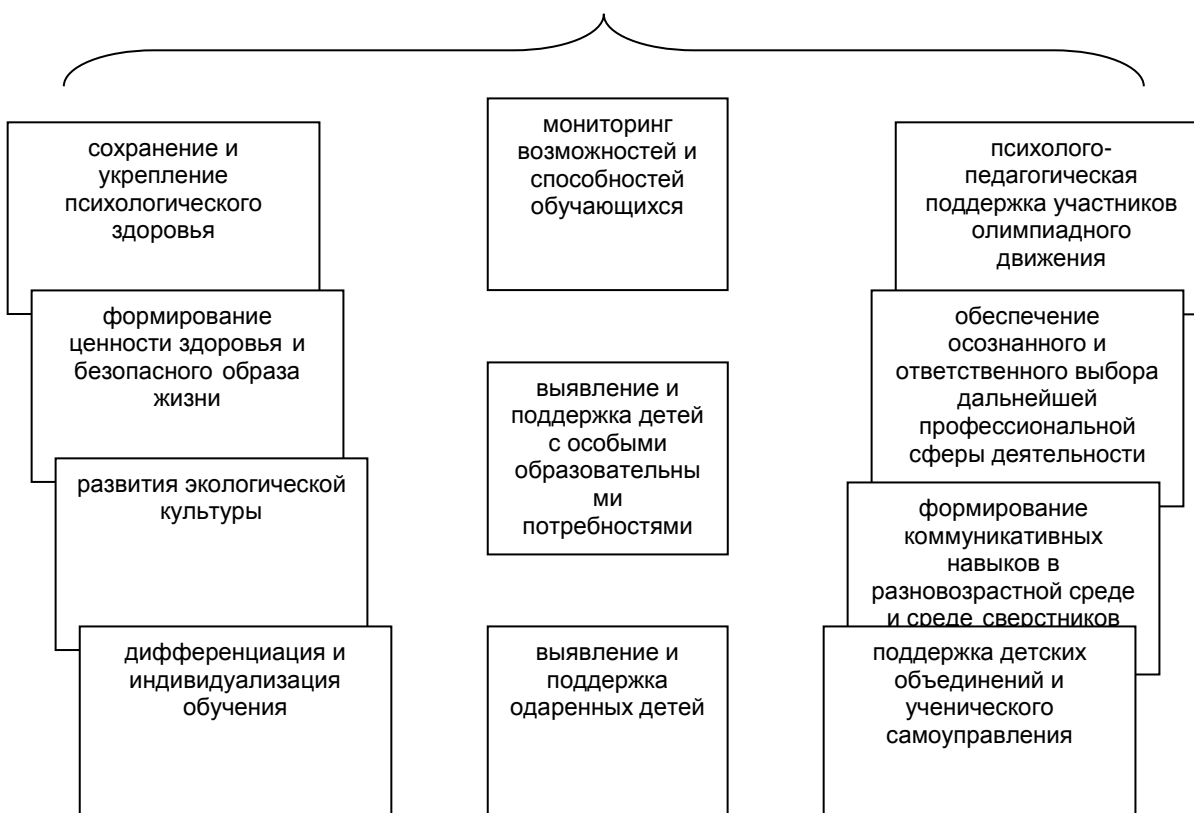 сохранение и
укрепление
психологического
здоровья
формирование
ценности здоровья и
безопасного образа
жизни
развития экологической
культуры
дифференциация и
индивидуализация
обучения
мониторинг
возможностей и
способностей
обучающихся
выявление и
поддержка детей
с особыми
образовательны
ми
потребностями
выявление и
поддержка
одаренных детей
психолого-
педагогическая
поддержка участников
олимпиадного
движения
обеспечение
осознанного и
ответственного выбора
дальнейшей
профессиональной
сферы деятельности
формирование
коммуникативных
навыков в
разновозрастной среде
и среде сверстников
поддержка детских
объединений и
ученического
самоуправления